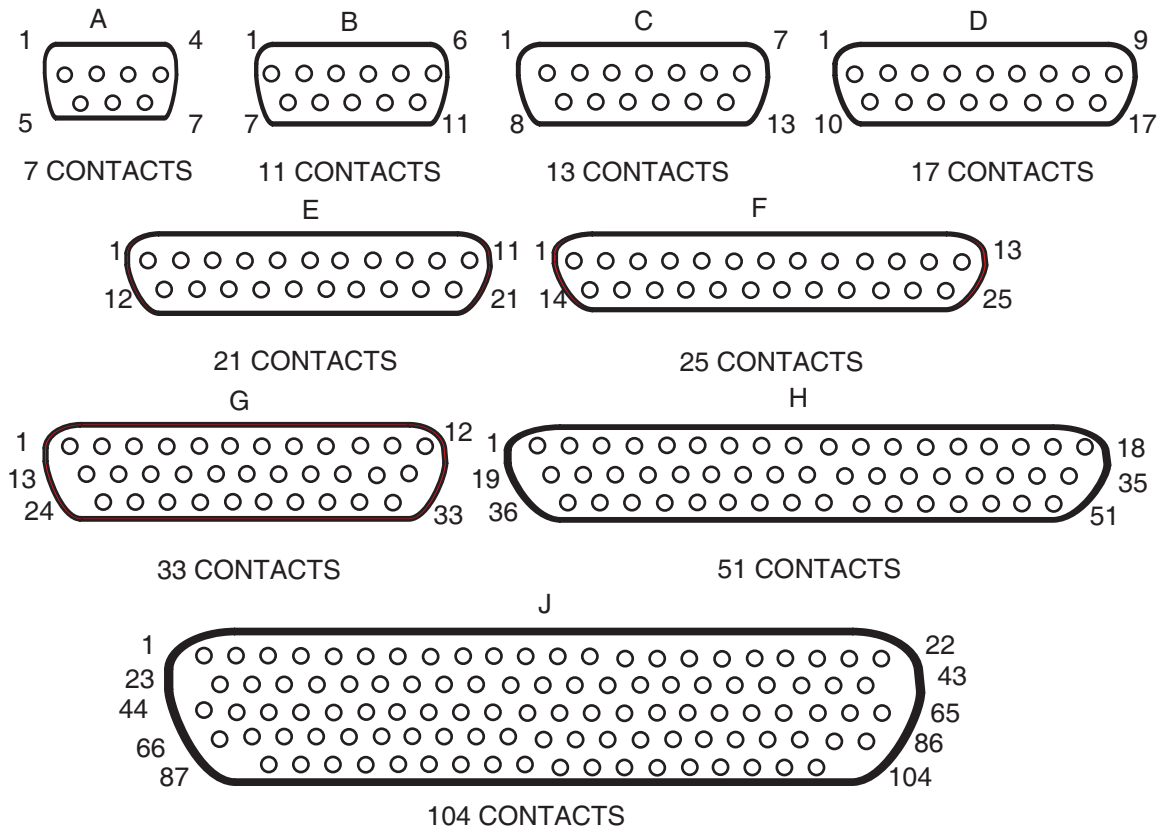 A B C D
1 4 1 6 1 7 1 9
5 7 7 11 8 13 10 17
7 CONTACTS 11 CONTACTS 13 CONTACTS 17 CONTACTS
E F
1 11 1 13
12 21 14 25
21 CONTACTS 25 CONTACTS
G H
1 12 1 18
13 19 35
24 33 36 51
33 CONTACTS 51 CONTACTS
J
1 22
23 43
44 65
66 86
87 104
104 CONTACTS